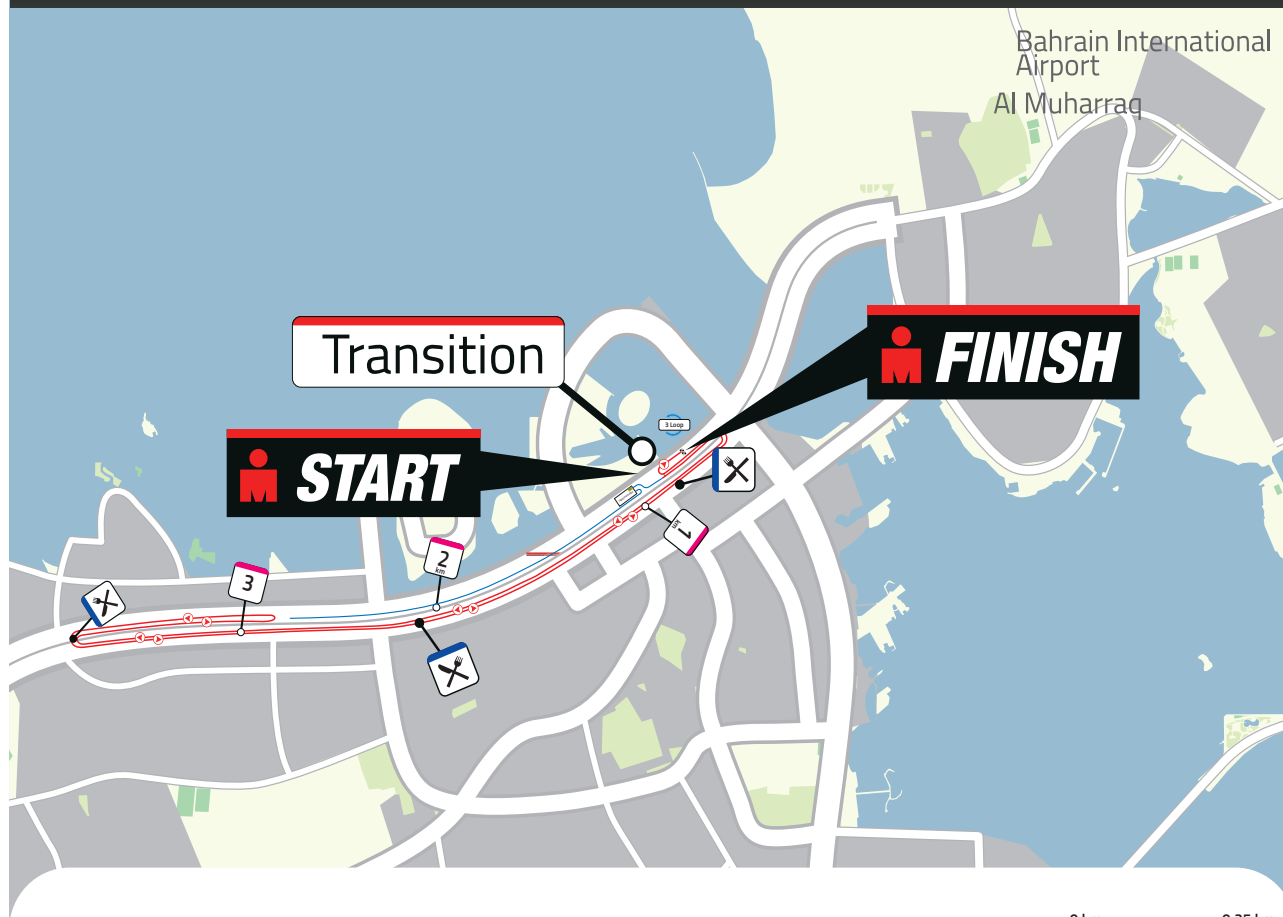 Bahrain International
Airport
Al Muharraq
Transition
FINISH
3 Loop
START
1
km
2
km
3